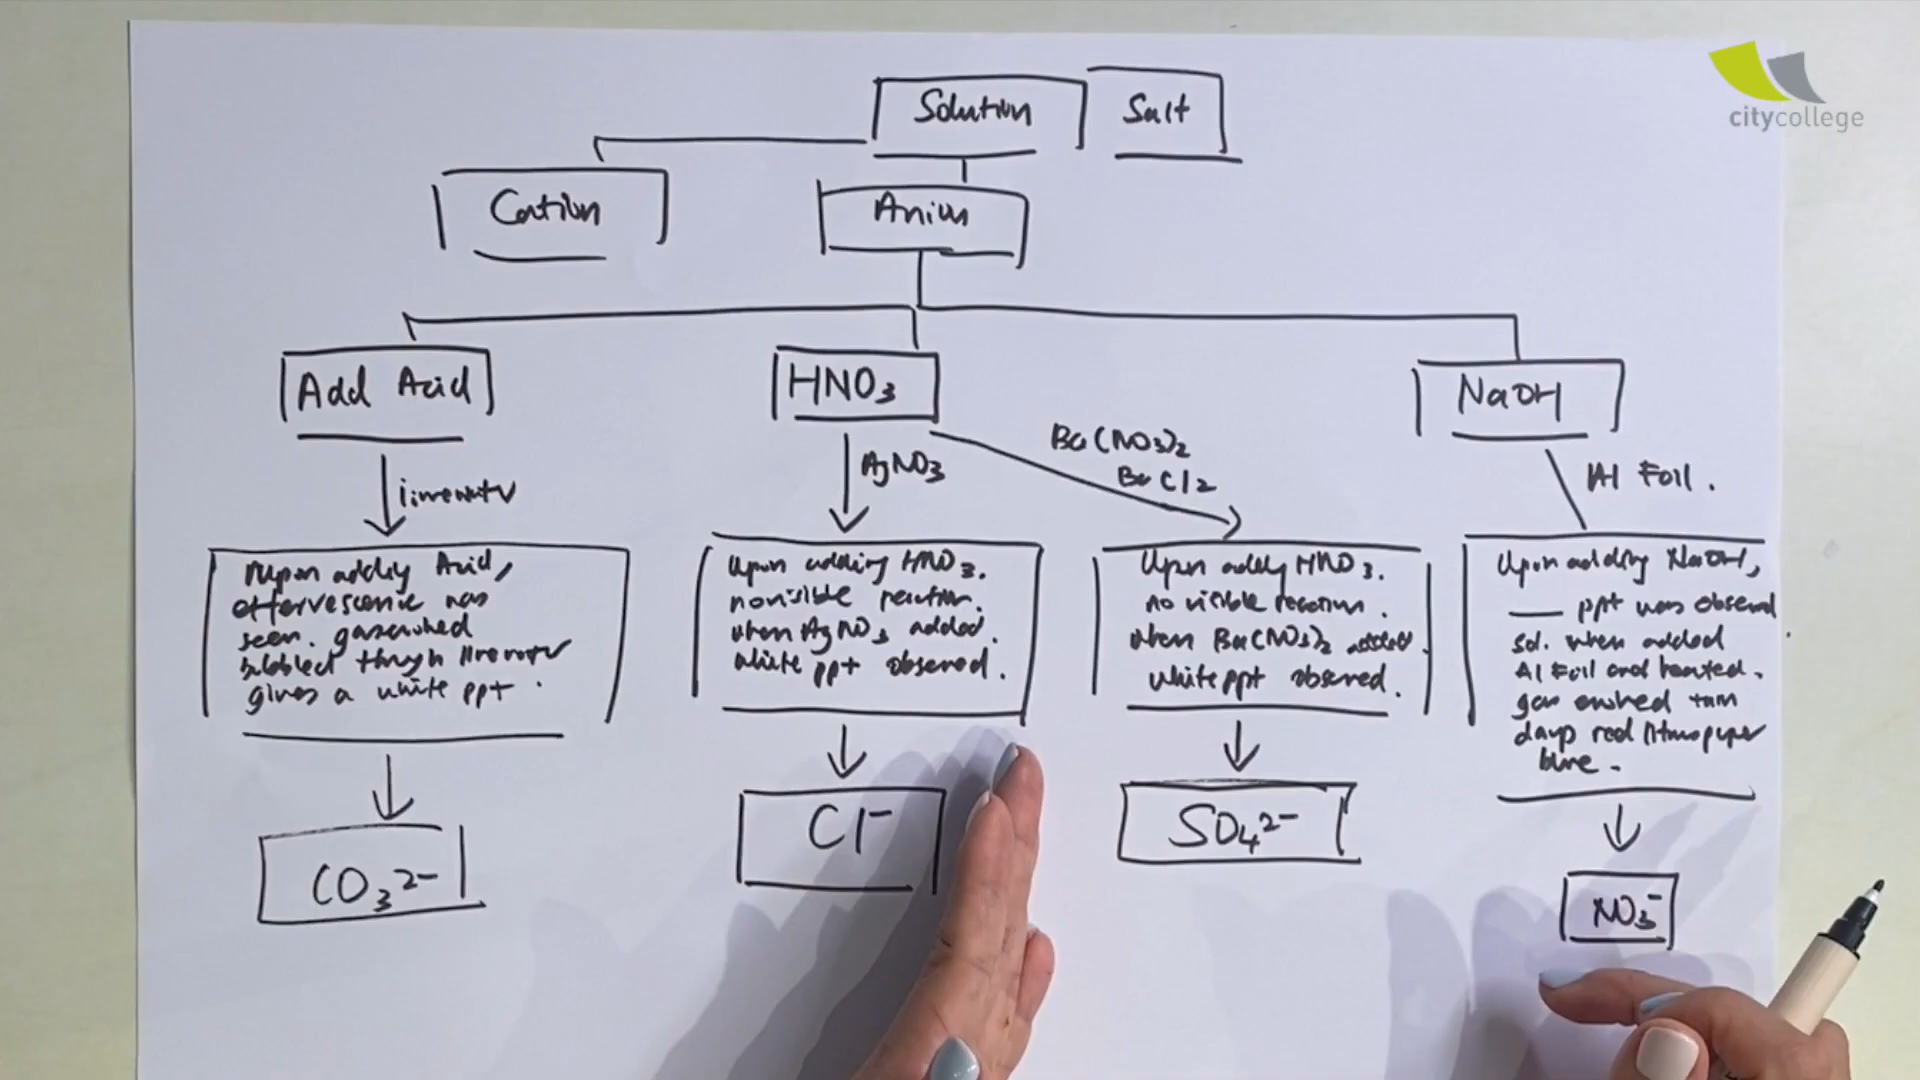 citycollege
Solution
Salt
Cation
Anion
Add Acid
HNO₃
NaOH
limewater
AgNO₃
Ba(NO₃)₂
BaCl₂
Al Foil.
Upon adding Acid,
effervescence was
seen. gas evolved
bubbled through limewater
gives a white ppt.
Upon adding HNO₃.
no visible reaction.
when AgNO₃ added.
white ppt observed.
Upon adding HNO₃.
no visible reaction.
when Ba(NO₃)₂ added.
white ppt observed.
Upon adding NaOH,
___ ppt was observed
sol. when added
Al Foil and heated.
gas evolved turn
damp red litmus paper
blue.
CO₃²⁻
Cl⁻
SO₄²⁻
NO₃⁻